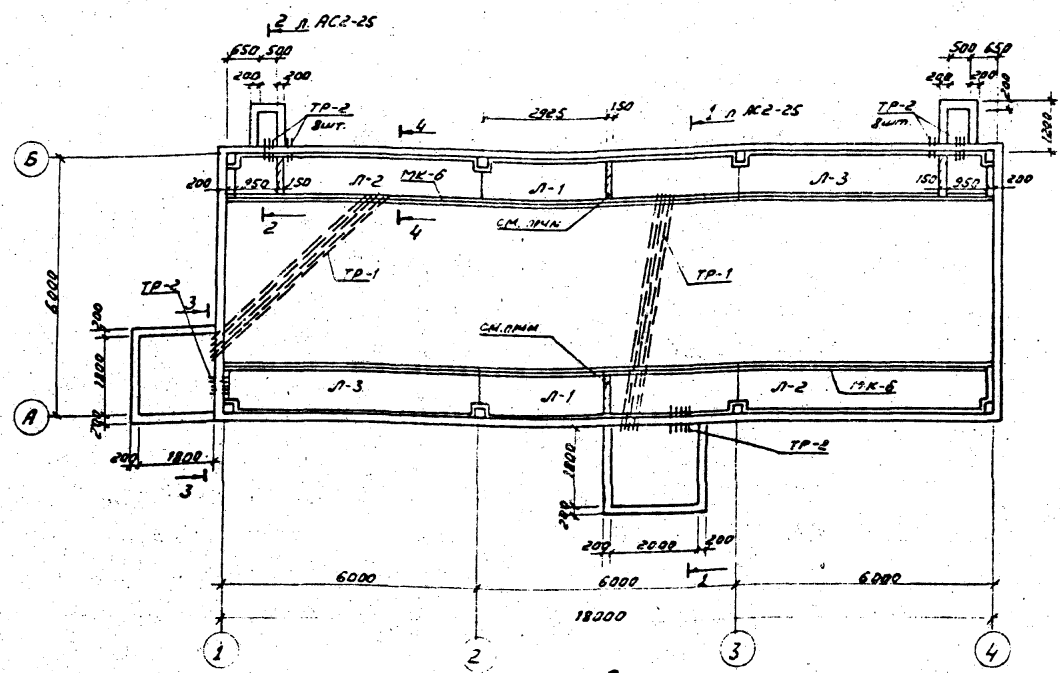 2 л. АС2-25
650 500
200 200
ТР-2
8шт.
4
2925
150
1 л АС2-25
500 650
200 200
200
ТР-2
8шт.
1200
Б
200 950 150
Л-2
МК-6
Л-1
Л-3
150 950 200
2
4
см. прим
ТР-1
ТР-1
6000
ТР-2
3
200
1800
200
см. прим
Л-3
Л-1
Л-2
МК-6
А
200 1800
3
ТР-2
1800
200
200 2000 200
1
6000 6000 6000
18000
1 2 3 4